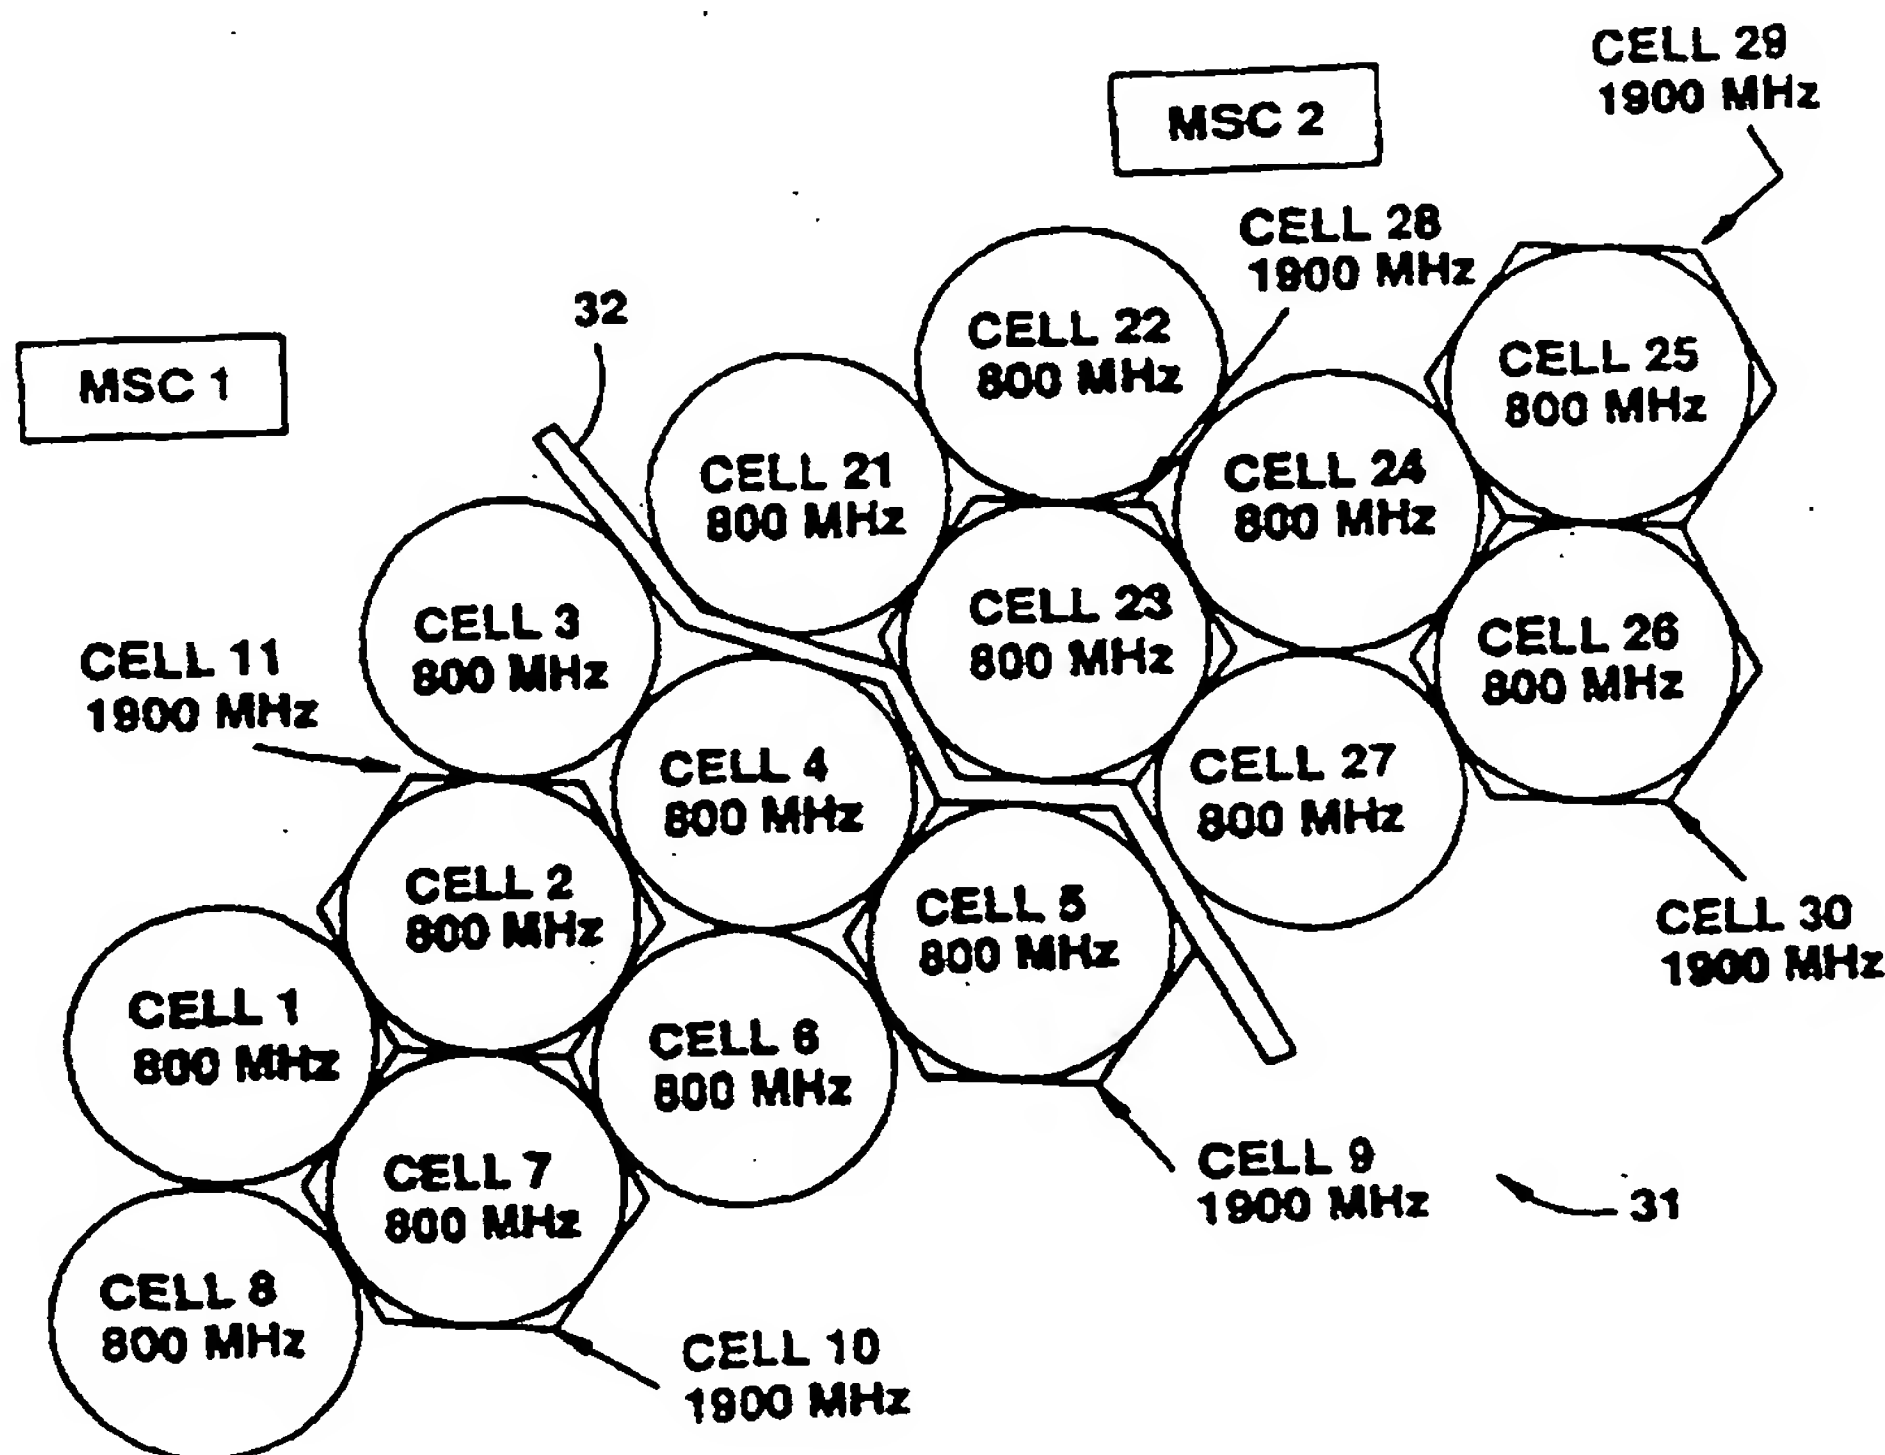 CELL 29
1900 MHz
MSC 2
CELL 28
1900 MHz
32
CELL 22
800 MHz
MSC 1
CELL 25
800 MHz
CELL 21
800 MHz
CELL 24
800 MHz
CELL 3
800 MHz
CELL 23
800 MHz
CELL 26
800 MHz
CELL 11
1900 MHz
CELL 4
800 MHz
CELL 27
800 MHz
CELL 2
800 MHz
CELL 5
800 MHz
CELL 30
1900 MHz
CELL 1
800 MHz
CELL 6
800 MHz
CELL 7
800 MHz
CELL 9
1900 MHz
31
CELL 8
800 MHz
CELL 10
1900 MHz